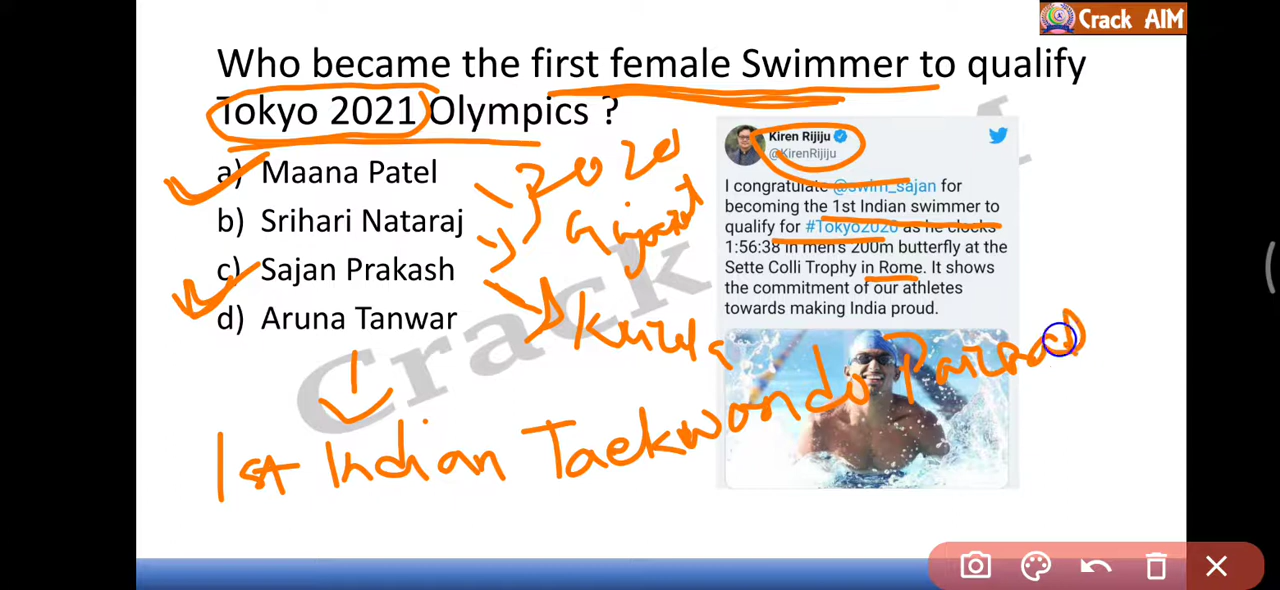 Crack AIM
Who became the first female Swimmer to qualify
Tokyo 2021 Olympics ?
a) Maana Patel
b) Srihari Nataraj
c) Sajan Prakash
d) Aruna Tanwar
Kiren Rijiju
@KirenRijiju
I congratulate @swim_sajan for
becoming the 1st Indian swimmer to
qualify for #Tokyo2020 as he clocks
1:56:38 in men's 200m butterfly at the
Sette Colli Trophy in Rome. It shows
the commitment of our athletes
towards making India proud.
Gujarat
1st Indian Taekwondo
Crack